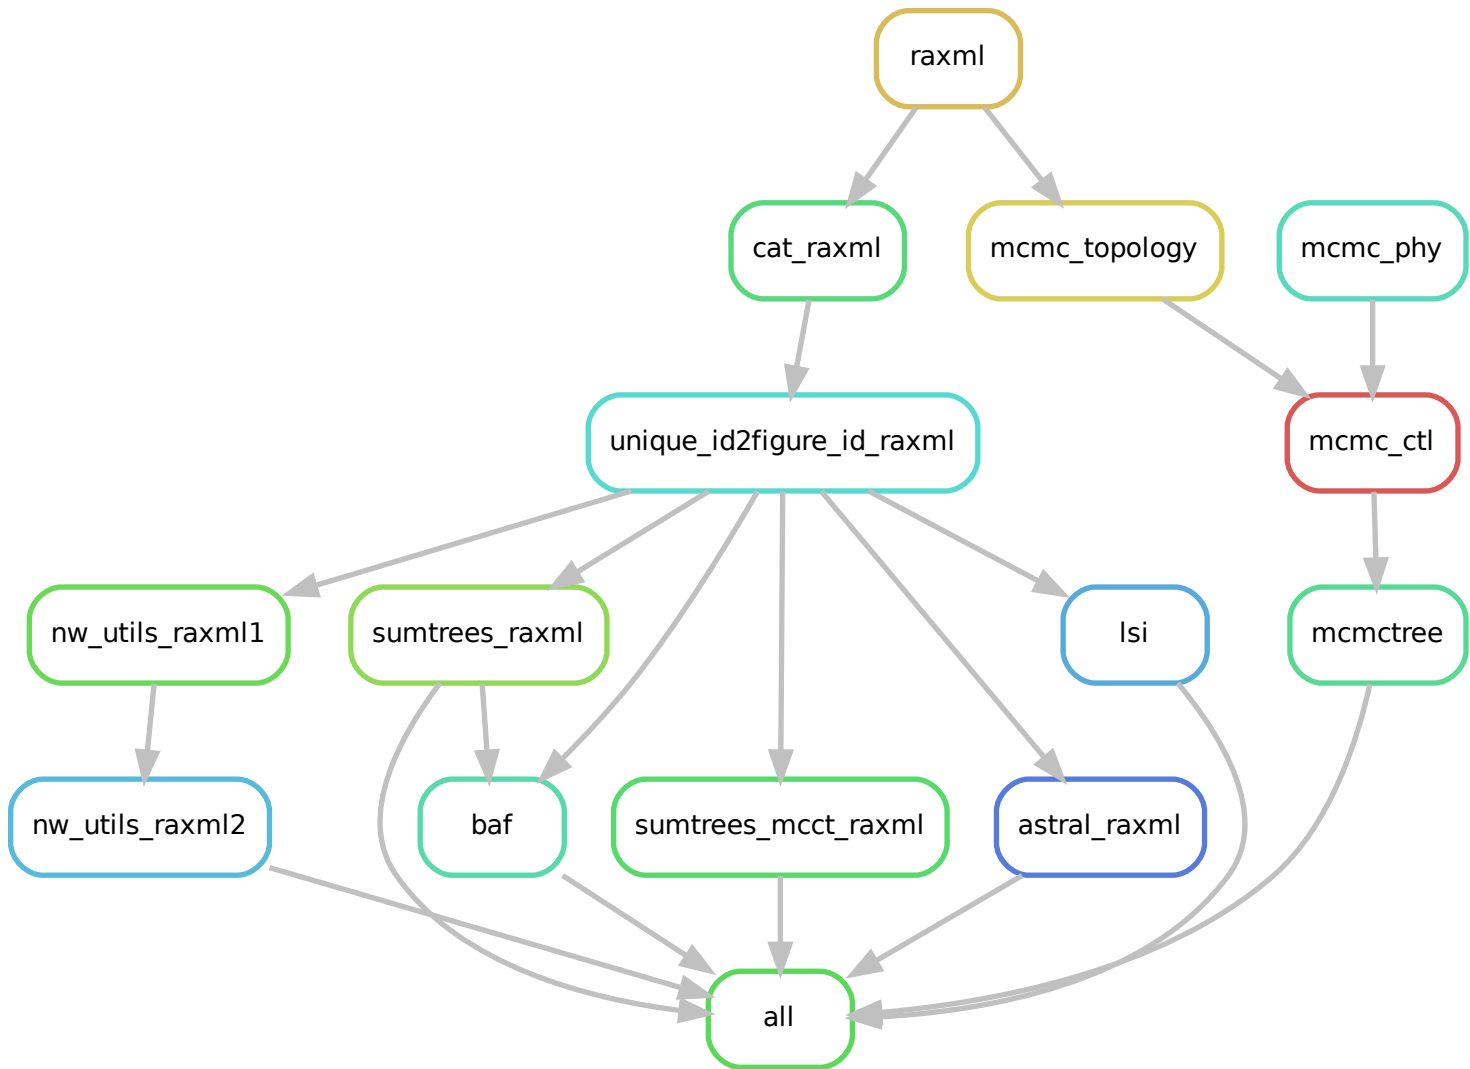 raxml
cat_raxml
mcmc_topology
mcmc_phy
unique_id2figure_id_raxml
mcmc_ctl
nw_utils_raxml1
sumtrees_raxml
lsi
mcmctree
nw_utils_raxml2
baf
sumtrees_mcct_raxml
astral_raxml
all